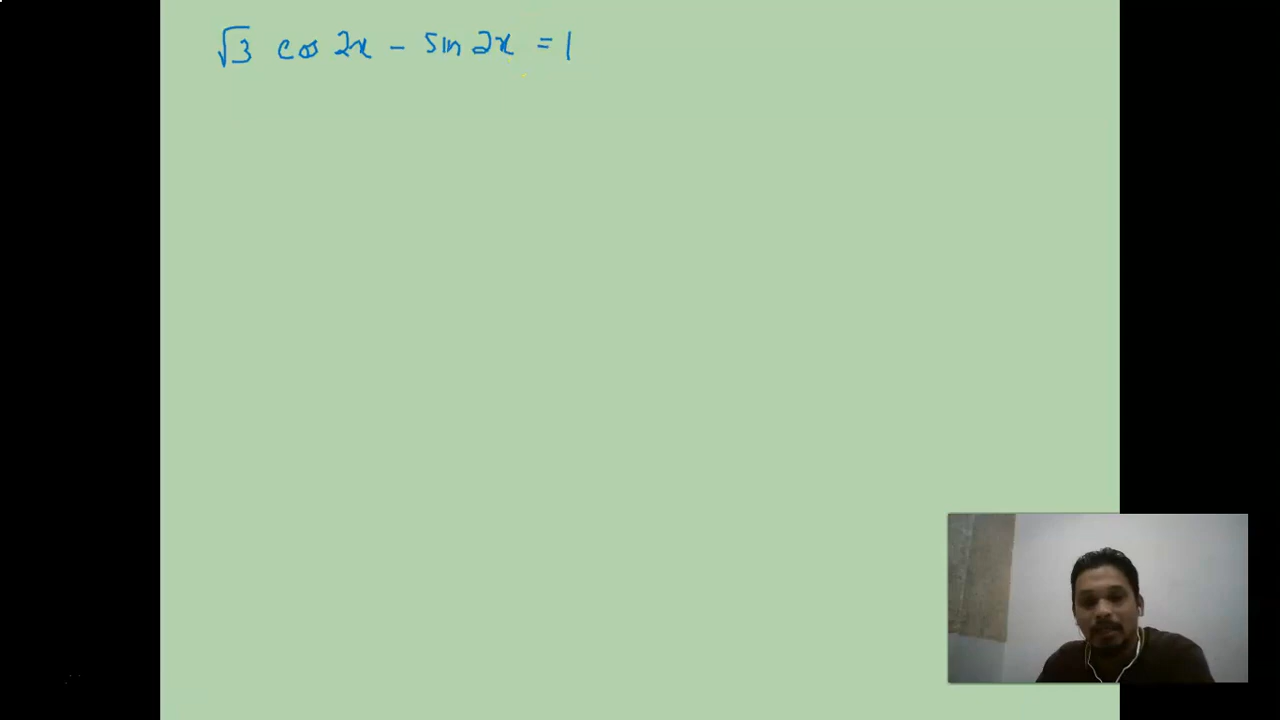 √3 cos 2x - sin 2x = 1